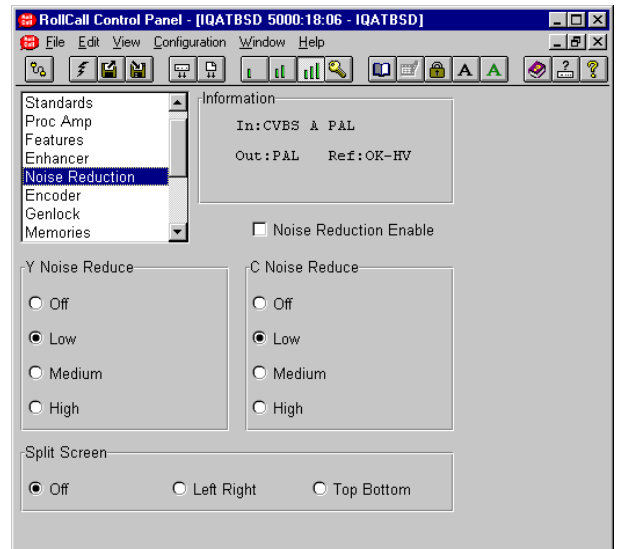 RollCall Control Panel - [IQATBSD 5000:18:06 - IQATBSD]
File Edit View Configuration Window Help
A A ? ?
Standards
Proc Amp
Features
Enhancer
Noise Reduction
Encoder
Genlock
Memories
Information
In:CVBS A PAL
Out:PAL Ref:OK-HV
Noise Reduction Enable
Y Noise Reduce
Off
Low
Medium
High
C Noise Reduce
Off
Low
Medium
High
Split Screen
Off Left Right Top Bottom